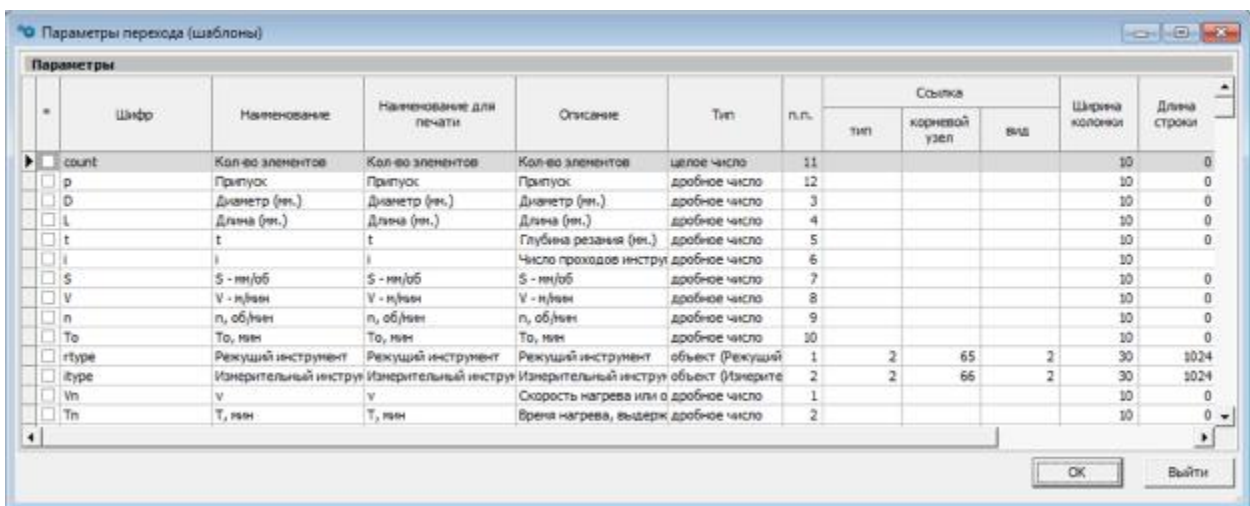 Параметры перехода (шаблоны)
Параметры
* Шифр Наименование Наименование для печати Описание Тип п.п. Ссылка Ширина колонки Длина строки
тип корневой узел вид
count Кол-во элементов Кол-во элементов Кол-во элементов целое число 11 10 0
p Припуск Припуск Припуск дробное число 12 10 0
D Диаметр (мм.) Диаметр (мм.) Диаметр (мм.) дробное число 3 10 0
L Длина (мм.) Длина (мм.) Длина (мм.) дробное число 4 10 0
t t t Глубина резания (мм.) дробное число 5 10 0
i i i Число проходов инстру дробное число 6 10
S S - мм/об S - мм/об S - мм/об дробное число 7 10 0
V V - м/мин V - м/мин V - м/мин дробное число 8 10 0
n n, об/мин n, об/мин n, об/мин дробное число 9 10 0
To To, мин To, мин To, мин дробное число 10 10 0
rtype Режущий инструмент Режущий инструмент Режущий инструмент объект (Режущий 1 2 65 2 30 1024
itype Измерительный инстру Измерительный инстру Измерительный инстру объект (Измерите 2 2 66 2 30 1024
Vn v v Скорость нагрева или о дробное число 1 10 0
Tn T, мин T, мин Время нагрева, выдерж дробное число 2 10 0
OK Выйти